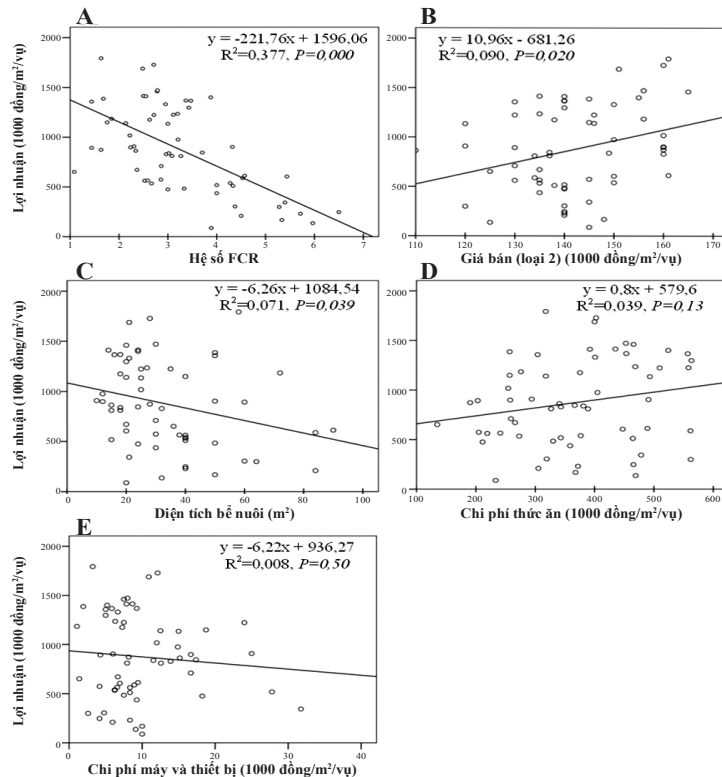 A
y = -221,76x + 1596,06
R²=0,377, P=0,000
Lợi nhuận (1000 đồng/m²/vụ)
2000
1500
1000
500
0
1 2 3 4 5 6 7
Hệ số FCR
B
y = 10,96x - 681,26
R²=0,090, P=0,020
2000
1500
1000
500
0
110 120 130 140 150 160 170
Giá bán (loại 2) (1000 đồng/m²/vụ)
C
y = -6,26x + 1084,54
R²=0,071, P=0,039
Lợi nhuận (1000 đồng/m²/vụ)
2000
1500
1000
500
0
0 20 40 60 80 100
Diện tích bể nuôi (m²)
D
y = 0,8x + 579,6
R²=0,039, P=0,13
2000
1500
1000
500
0
100 200 300 400 500 600
Chi phí thức ăn (1000 đồng/m²/vụ)
E
y = -6,22x + 936,27
R²=0,008, P=0,50
Lợi nhuận (1000 đồng/m²/vụ)
2000
1500
1000
500
0
0 10 20 30 40
Chi phí máy và thiết bị (1000 đồng/m²/vụ)